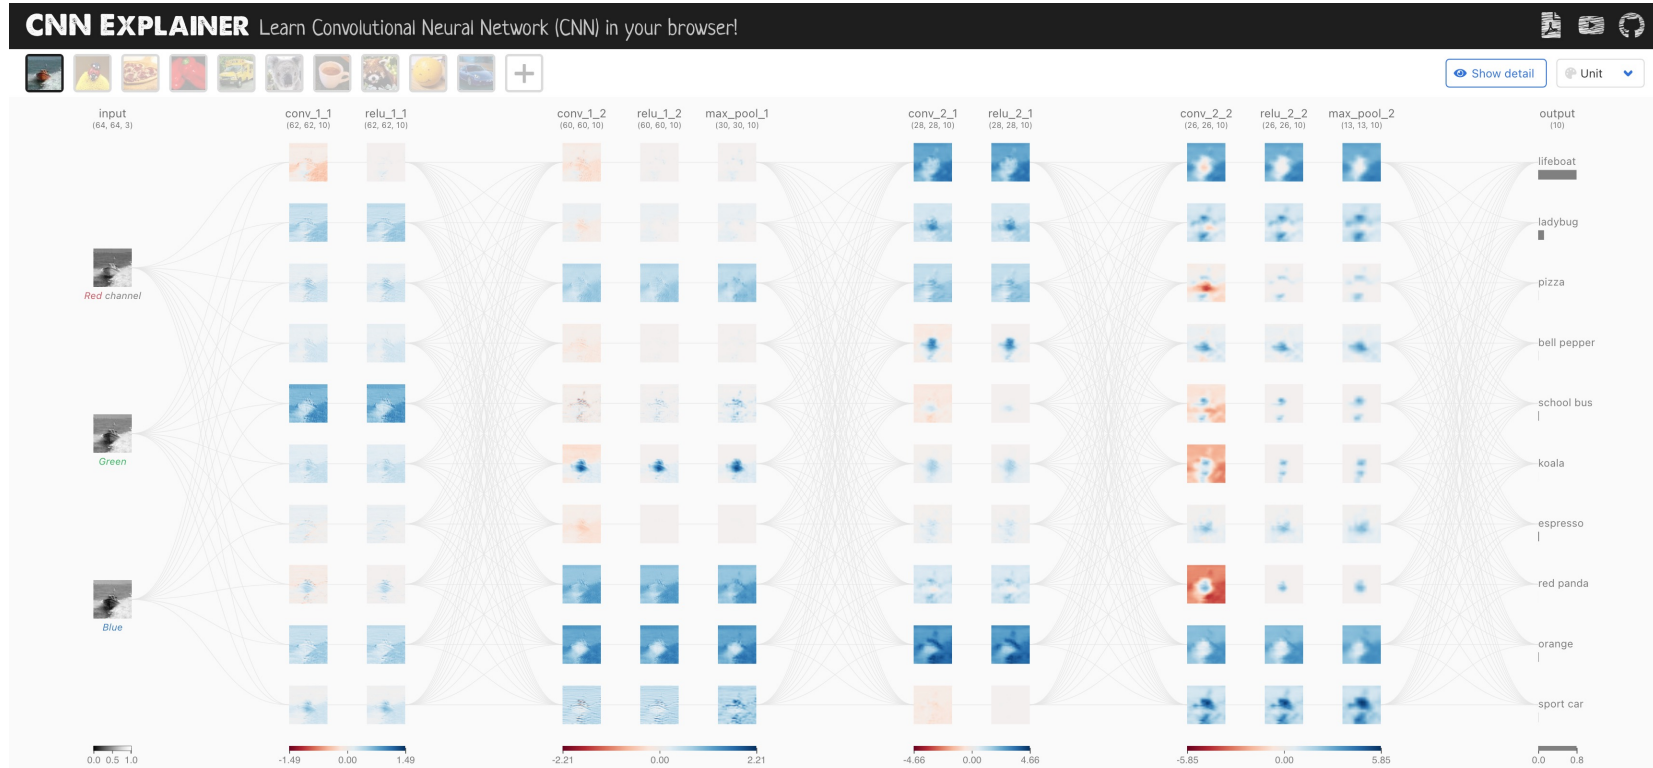 CNN EXPLAINER Learn Convolutional Neural Network (CNN) in your browser!
Show detail
Unit
input conv_1_1 relu_1_1 conv_1_2 relu_1_2 max_pool_1 conv_2_1 relu_2_1 conv_2_2 relu_2_2 max_pool_2 output
(64, 64, 3) (62, 62, 10) (62, 62, 10) (60, 60, 10) (60, 60, 10) (30, 30, 10) (28, 28, 10) (28, 28, 10) (26, 26, 10) (26, 26, 10) (13, 13, 10) (10)
lifeboat
ladybug
pizza
Red channel
bell pepper
school bus
Green
koala
espresso
red panda
Blue
orange
sport car
0.0 0.5 1.0 -1.49 0.00 1.49 -2.21 0.00 2.21 -4.66 0.00 4.66 -5.85 0.00 5.85 0.0 0.8